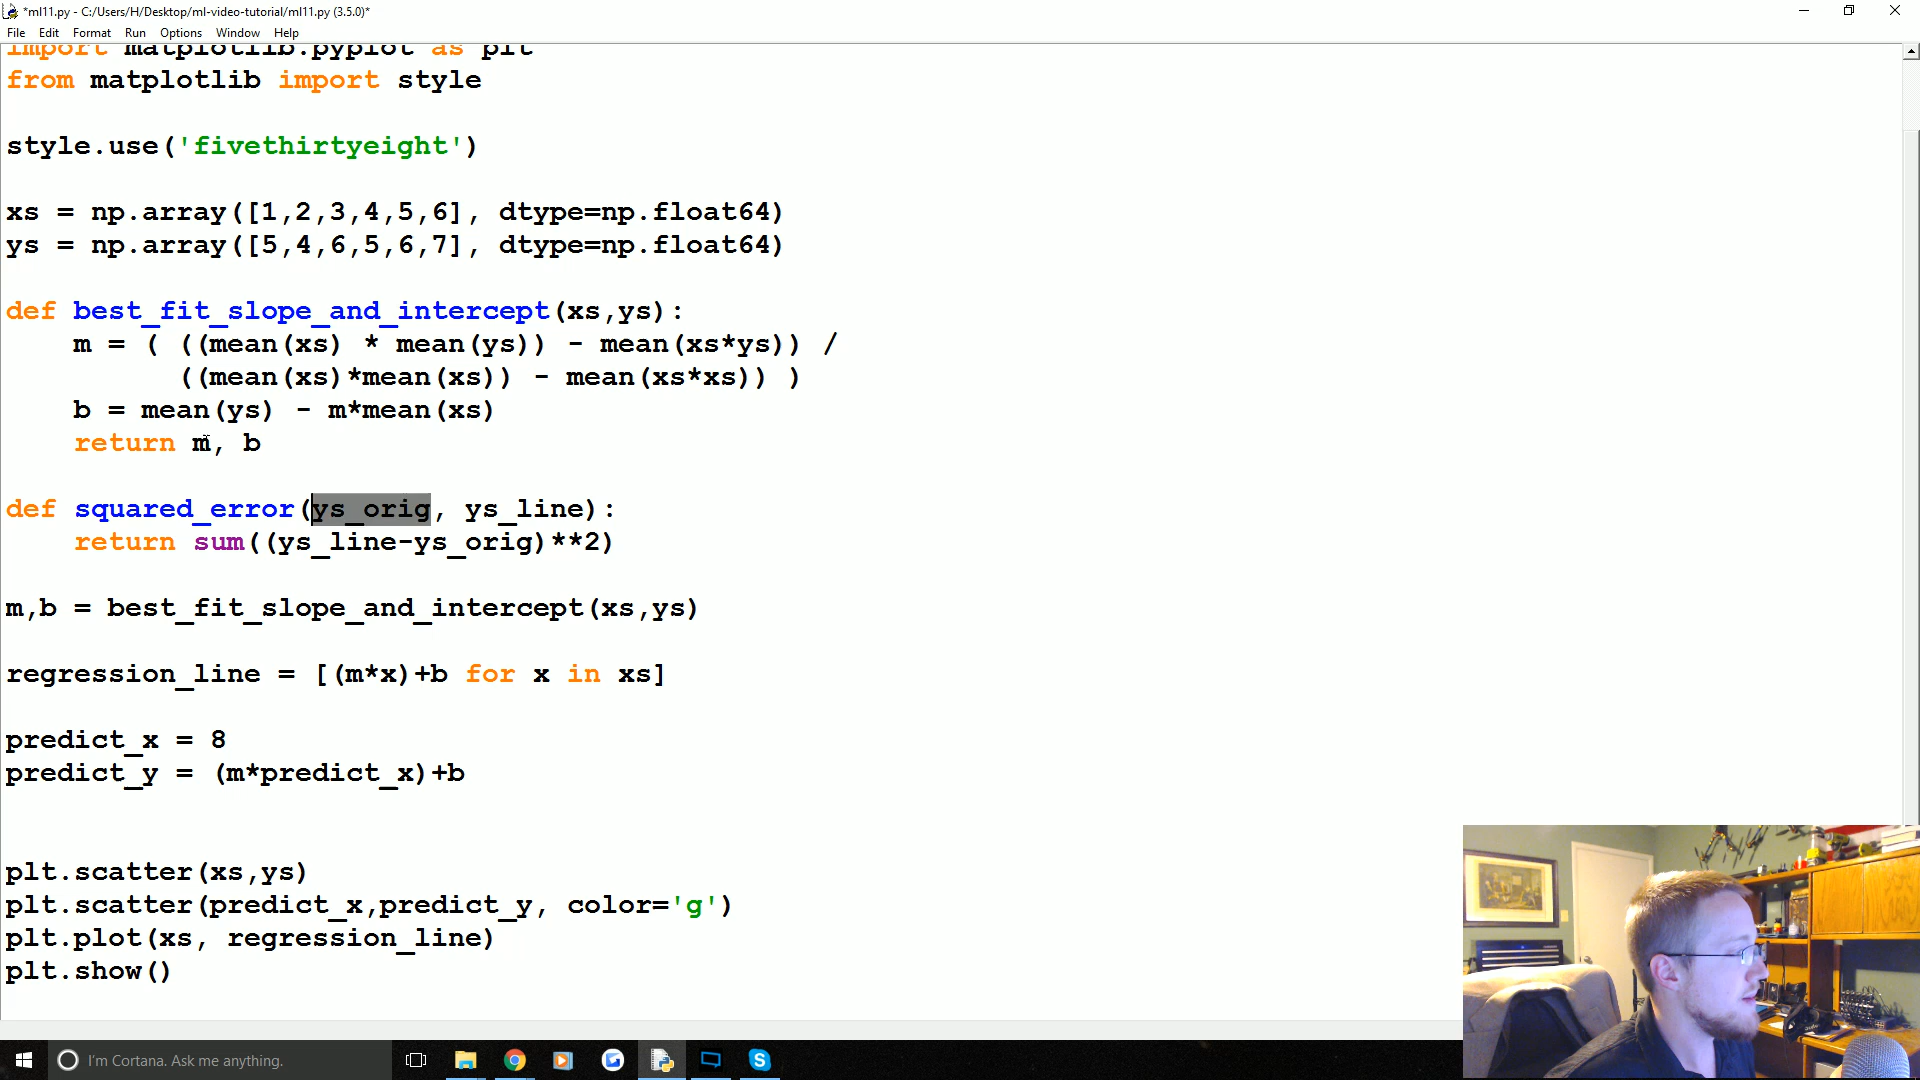 *ml11.py - C:/Users/H/Desktop/ml-video-tutorial/ml11.py (3.5.0)*
File Edit Format Run Options Window Help
import matplotlib.pyplot as plt
from matplotlib import style
style.use('fivethirtyeight')
xs = np.array([1,2,3,4,5,6], dtype=np.float64)
ys = np.array([5,4,6,5,6,7], dtype=np.float64)
def best_fit_slope_and_intercept(xs,ys):
    m = ( ((mean(xs) * mean(ys)) - mean(xs*ys)) /
          ((mean(xs)*mean(xs)) - mean(xs*xs)) )
    b = mean(ys) - m*mean(xs)
    return m, b
def squared_error(ys_orig, ys_line):
    return sum((ys_line-ys_orig)**2)
m,b = best_fit_slope_and_intercept(xs,ys)
regression_line = [(m*x)+b for x in xs]
predict_x = 8
predict_y = (m*predict_x)+b
plt.scatter(xs,ys)
plt.scatter(predict_x,predict_y, color='g')
plt.plot(xs, regression_line)
plt.show()
I'm Cortana. Ask me anything.